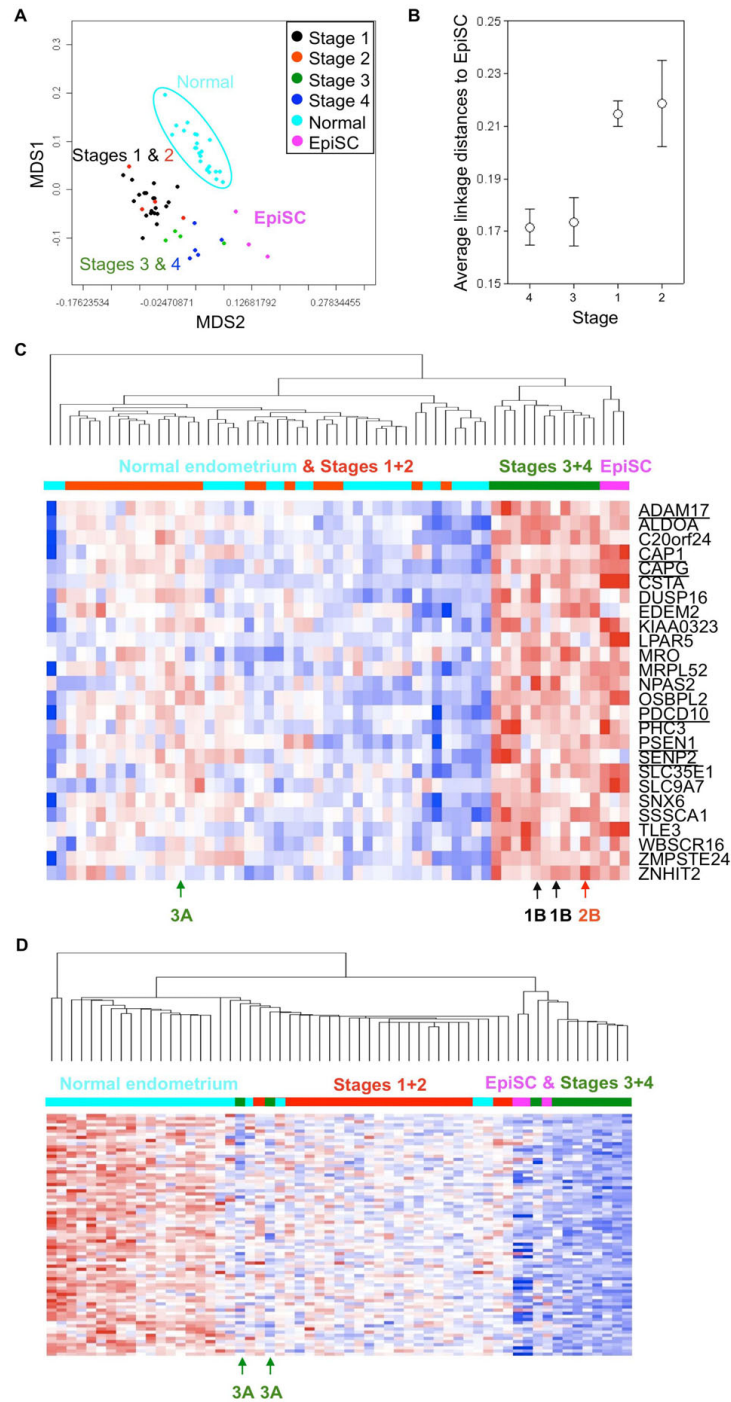 A
Stage 1
Stage 2
Stage 3
Stage 4
Normal
EpiSC
Normal
Stages 1 & 2
EpiSC
Stages 3 & 4
MDS1
0.3
0.2
0.1
0.0
-0.1
-0.17623534 -0.02470871 0.12681792 0.27834455
MDS2
B
Average linkage distances to EpiSC
0.25
0.23
0.21
0.19
0.17
0.15
4 3 1 2
Stage
C
Normal endometrium & Stages 1+2 Stages 3+4 EpiSC
ADAM17
ALDOA
C20orf24
CAP1
CAPG
CSTA
DUSP16
EDEM2
KIAA0323
LPAR5
MRO
MRPL52
NPAS2
OSBPL2
PDCD10
PHC3
PSEN1
SENP2
SLC35E1
SLC9A7
SNX6
SSSCA1
TLE3
WBSCR16
ZMPSTE24
ZNHIT2
3A 1B 1B 2B
D
Normal endometrium Stages 1+2 EpiSC & Stages 3+4
3A 3A